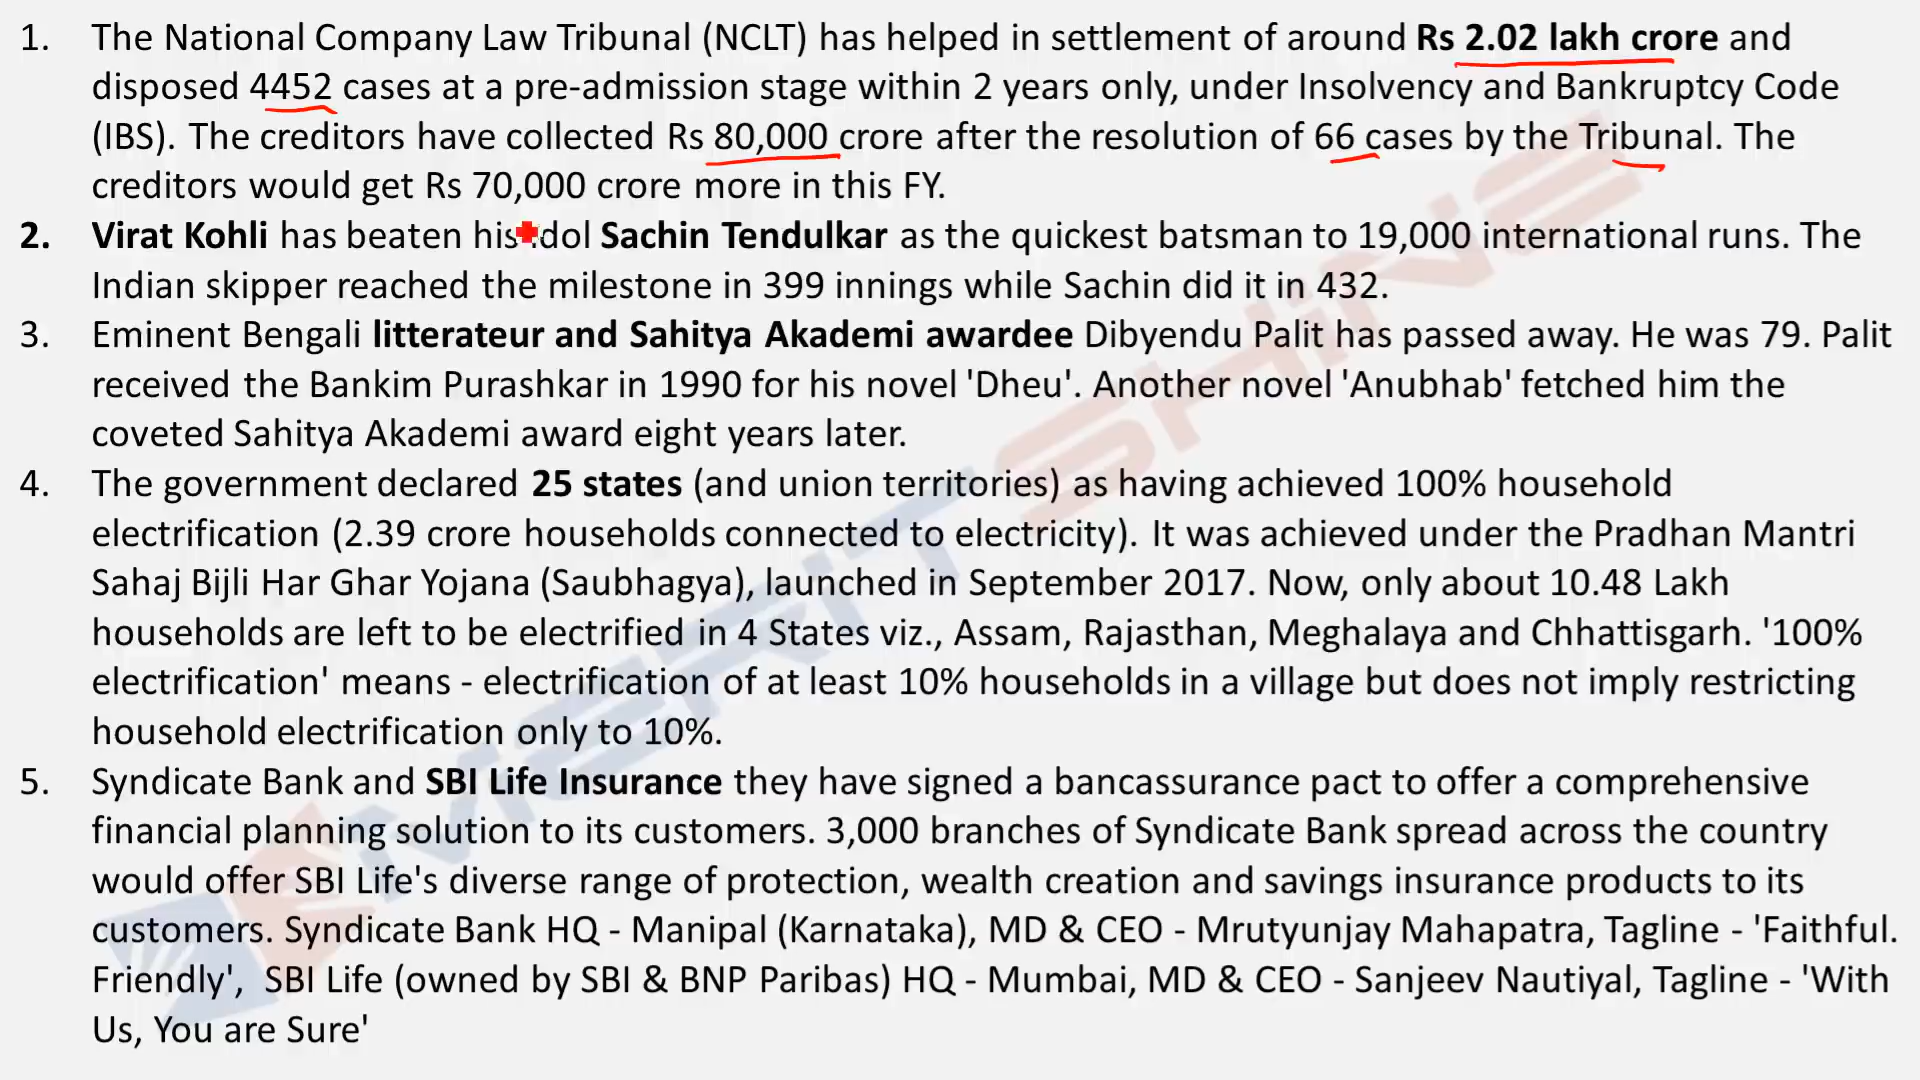 1. The National Company Law Tribunal (NCLT) has helped in settlement of around Rs 2.02 lakh crore and
disposed 4452 cases at a pre-admission stage within 2 years only, under Insolvency and Bankruptcy Code
(IBS). The creditors have collected Rs 80,000 crore after the resolution of 66 cases by the Tribunal. The
creditors would get Rs 70,000 crore more in this FY.
2. Virat Kohli has beaten his idol Sachin Tendulkar as the quickest batsman to 19,000 international runs. The
Indian skipper reached the milestone in 399 innings while Sachin did it in 432.
3. Eminent Bengali litterateur and Sahitya Akademi awardee Dibyendu Palit has passed away. He was 79. Palit
received the Bankim Purashkar in 1990 for his novel 'Dheu'. Another novel 'Anubhab' fetched him the
coveted Sahitya Akademi award eight years later.
4. The government declared 25 states (and union territories) as having achieved 100% household
electrification (2.39 crore households connected to electricity). It was achieved under the Pradhan Mantri
Sahaj Bijli Har Ghar Yojana (Saubhagya), launched in September 2017. Now, only about 10.48 Lakh
households are left to be electrified in 4 States viz., Assam, Rajasthan, Meghalaya and Chhattisgarh. '100%
electrification' means - electrification of at least 10% households in a village but does not imply restricting
household electrification only to 10%.
5. Syndicate Bank and SBI Life Insurance they have signed a bancassurance pact to offer a comprehensive
financial planning solution to its customers. 3,000 branches of Syndicate Bank spread across the country
would offer SBI Life's diverse range of protection, wealth creation and savings insurance products to its
customers. Syndicate Bank HQ - Manipal (Karnataka), MD & CEO - Mrutyunjay Mahapatra, Tagline - 'Faithful.
Friendly', SBI Life (owned by SBI & BNP Paribas) HQ - Mumbai, MD & CEO - Sanjeev Nautiyal, Tagline - 'With
Us, You are Sure'
MERITSHINE